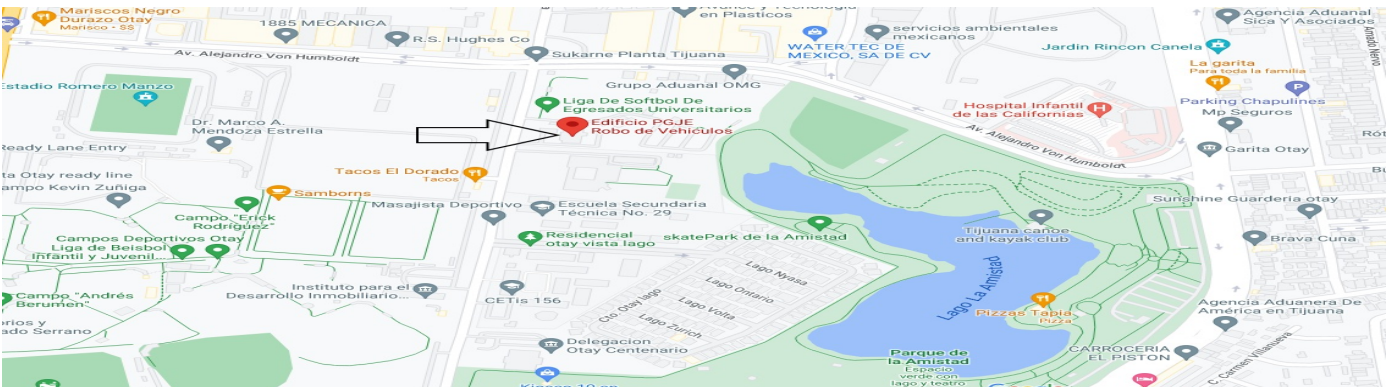 Mariscos Negro
Durazo Otay
Marisco · $$
1885 MECANICA
R.S. Hughes Co
Av. Alejandro Von Humboldt
Sukarne Planta Tijuana
en Plasticos
WATER TEC DE
MEXICO, SA DE CV
servicios ambientales
mexicanos
Agencia Aduanal
Sica Y Asociados
Jardin Rincon Canela
Amado Nervo
La garita
Para toda la familia
Parking Chapulines
Mp Seguros
Estadio Romero Manzo
Grupo Aduanal OMG
Liga De Softbol De
Egresados Universitarios
Edificio PGJE
Robo de Vehículos
Hospital Infantil
de las Californias
Av. Alejandro Von Humboldt
Garita Otay
Dr. Marco A.
Mendoza Estrella
Ready Lane Entry
ta Otay ready line
ampo Kevin Zuñiga
Tacos El Dorado
Tacos
Samborns
Masajista Deportivo
Escuela Secundaria
Técnica No. 29
Sunshine Guarderia otay
Campo "Erick
Rodríguez"
Campos Deportivos Otay
Liga de Beisbol
Infantil y Juvenil...
Residencial
otay vista lago
skatePark de la Amistad
Tijuana canoe
and kayak club
Brava Cuna
Lago Nyasa
Lago Ontario
Lago Volta
Lago Zurich
Cto. Otay lago
Lago La Amistad
Instituto para el
Desarrollo Inmobiliario...
CETis 156
Campo "Andrés
Berumen"
Pizzas Tapia
Pizza
Agencia Aduanera De
América en Tijuana
orios y
ado Serrano
Delegacion
Otay Centenario
Parque de
la Amistad
Espacio
verde con
lago y teatro
CARROCERIA
EL PISTON
C. Carmen Villanueva